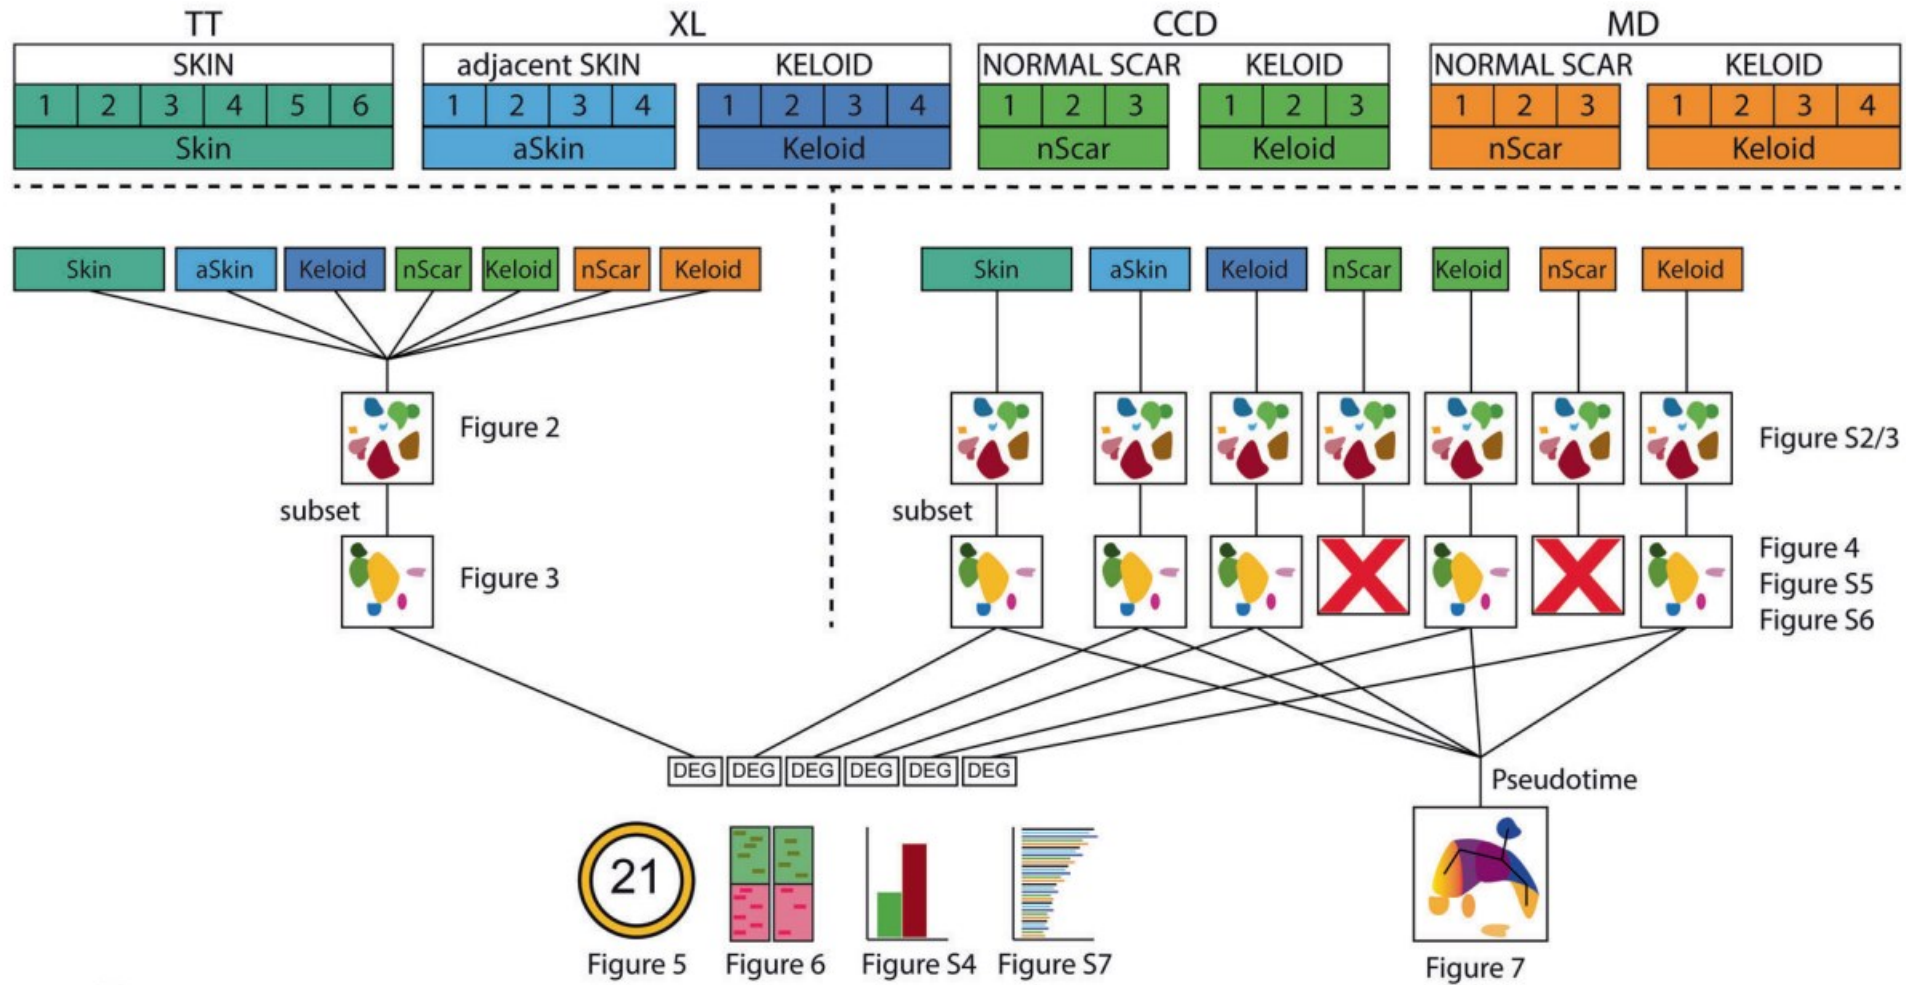 TT XL CCD MD
SKIN adjacent SKIN KELOID NORMAL SCAR KELOID NORMAL SCAR KELOID
1 2 3 4 5 6 1 2 3 4 1 2 3 4 1 2 3 1 2 3 1 2 3 1 2 3 4
Skin aSkin Keloid nScar Keloid nScar Keloid
Skin aSkin Keloid nScar Keloid nScar Keloid Skin aSkin Keloid nScar Keloid nScar Keloid
Figure 2 Figure S2/3
subset subset
Figure 3 Figure 4
Figure S5
Figure S6
DEG DEG DEG DEG DEG DEG
Pseudotime
21
Figure 5 Figure 6 Figure S4 Figure S7 Figure 7